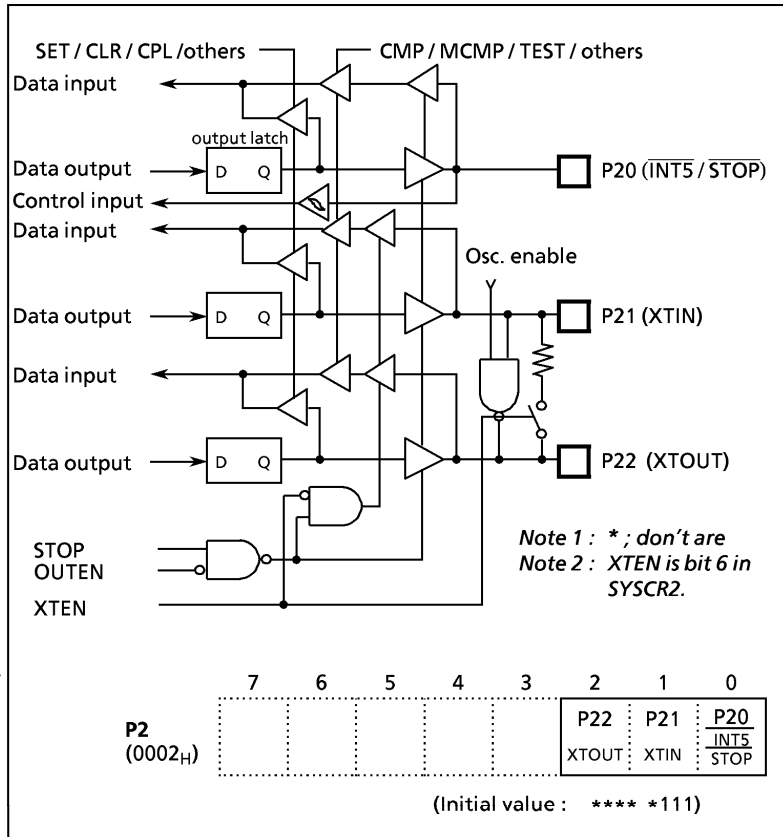 SET / CLR / CPL /others
CMP / MCMP / TEST / others
Data input
output latch
Data output
D Q
P20 (INT5 / STOP)
Control input
Data input
Osc. enable
Data output
D Q
P21 (XTIN)
Data input
Data output
D Q
P22 (XTOUT)
STOP
OUTEN
XTEN
Note 1 : * ; don't are
Note 2 : XTEN is bit 6 in
SYSCR2.
7 6 5 4 3 2 1 0
P2
(0002H)
P22 P21 P20
XTOUT XTIN INT5
STOP
(Initial value : **** *111)